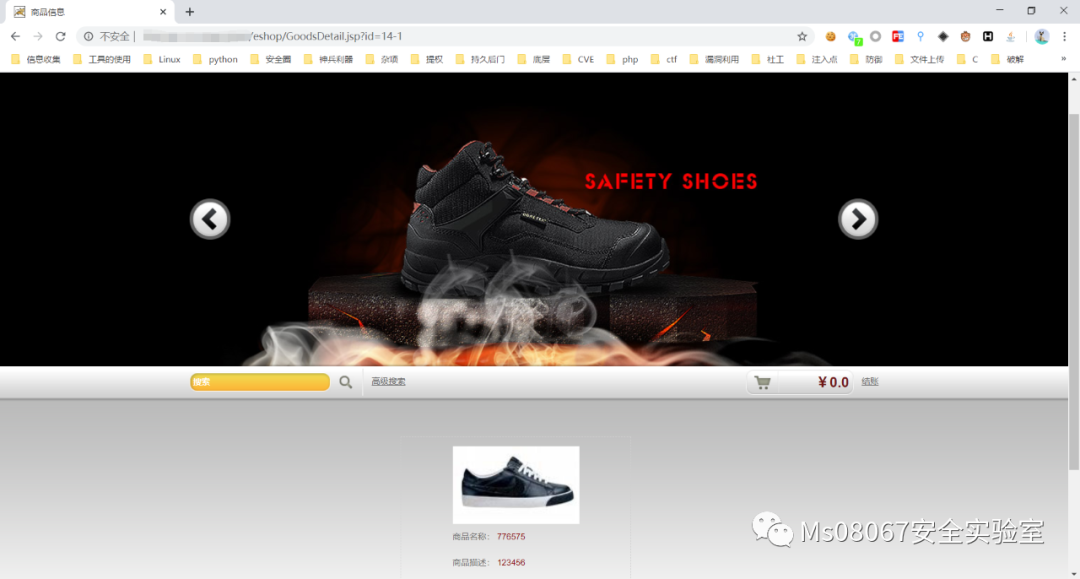 商品信息
不安全 | /eshop/GoodsDetail.jsp?id=14-1
信息收集 工具的使用 Linux python 安全圈 神兵利器 杂项 提权 持久后门 底层 CVE php ctf 漏洞利用 社工 注入点 防御 文件上传 C 破解 »
SAFETY SHOES
搜索 高级搜索 ¥0.0 结账
商品名称: 776575
商品描述: 123456
Ms08067安全实验室